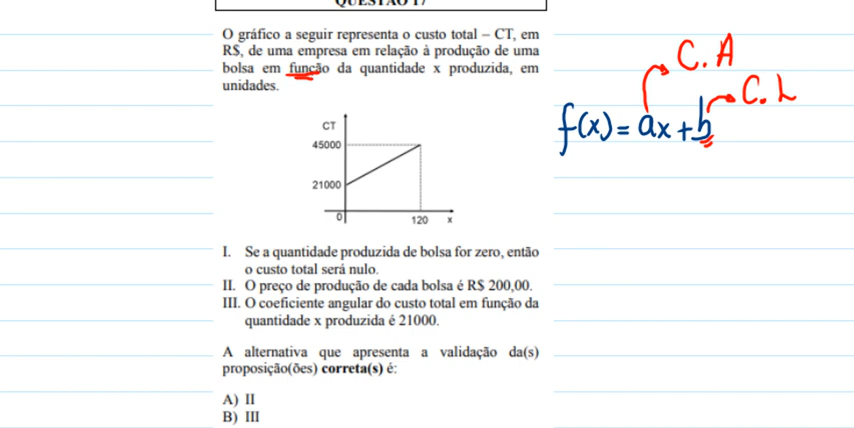 QUESTÃO 17
O gráfico a seguir representa o custo total – CT, em
R$, de uma empresa em relação à produção de uma
bolsa em função da quantidade x produzida, em
unidades.
C.A
C.L
f(x) = ax + b
CT
45000
21000
0
120
x
I. Se a quantidade produzida de bolsa for zero, então
o custo total será nulo.
II. O preço de produção de cada bolsa é R$ 200,00.
III. O coeficiente angular do custo total em função da
quantidade x produzida é 21000.
A alternativa que apresenta a validação da(s)
proposição(ões) correta(s) é:
A) II
B) III